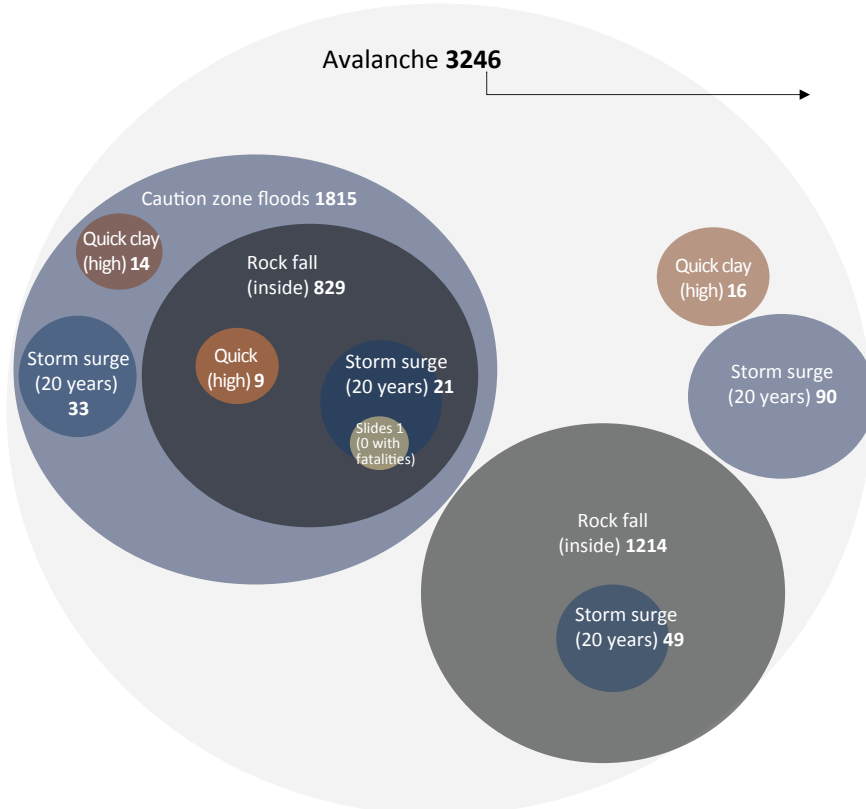 Avalanche 3246
Caution zone floods 1815
Quick clay
(high) 14
Rock fall
(inside) 829
Quick clay
(high) 16
Storm surge
(20 years)
33
Quick
(high) 9
Storm surge
(20 years) 21
Slides 1
(0 with
fatalities)
Storm surge
(20 years) 90
Rock fall
(inside) 1214
Storm surge
(20 years) 49